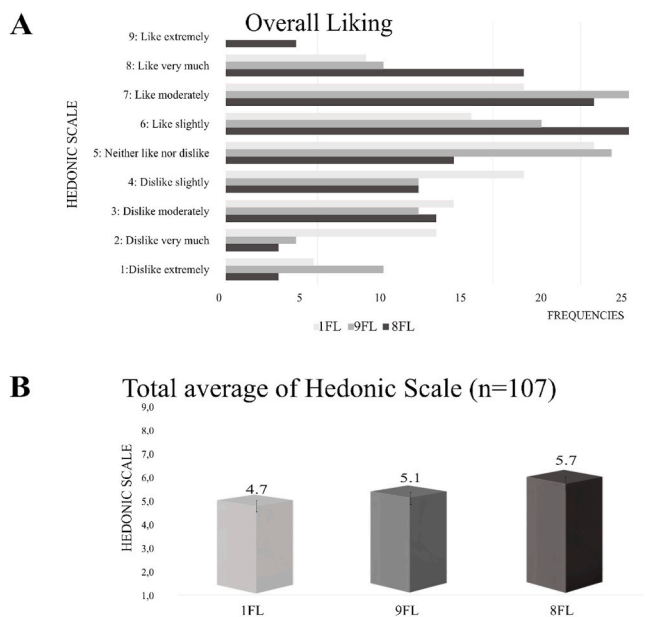 A
Overall Liking
HEDONIC SCALE
9: Like extremely
8: Like very much
7: Like moderately
6: Like slightly
5: Neither like nor dislike
4: Dislike slightly
3: Dislike moderately
2: Dislike very much
1:Dislike extremely
0 5 10 15 20 25
FREQUENCIES
1FL 9FL 8FL
B
Total average of Hedonic Scale (n=107)
HEDONIC SCALE
9,0
8,0
7,0
6,0
5,0
4,0
3,0
2,0
1,0
4.7 5.1 5.7
1FL 9FL 8FL